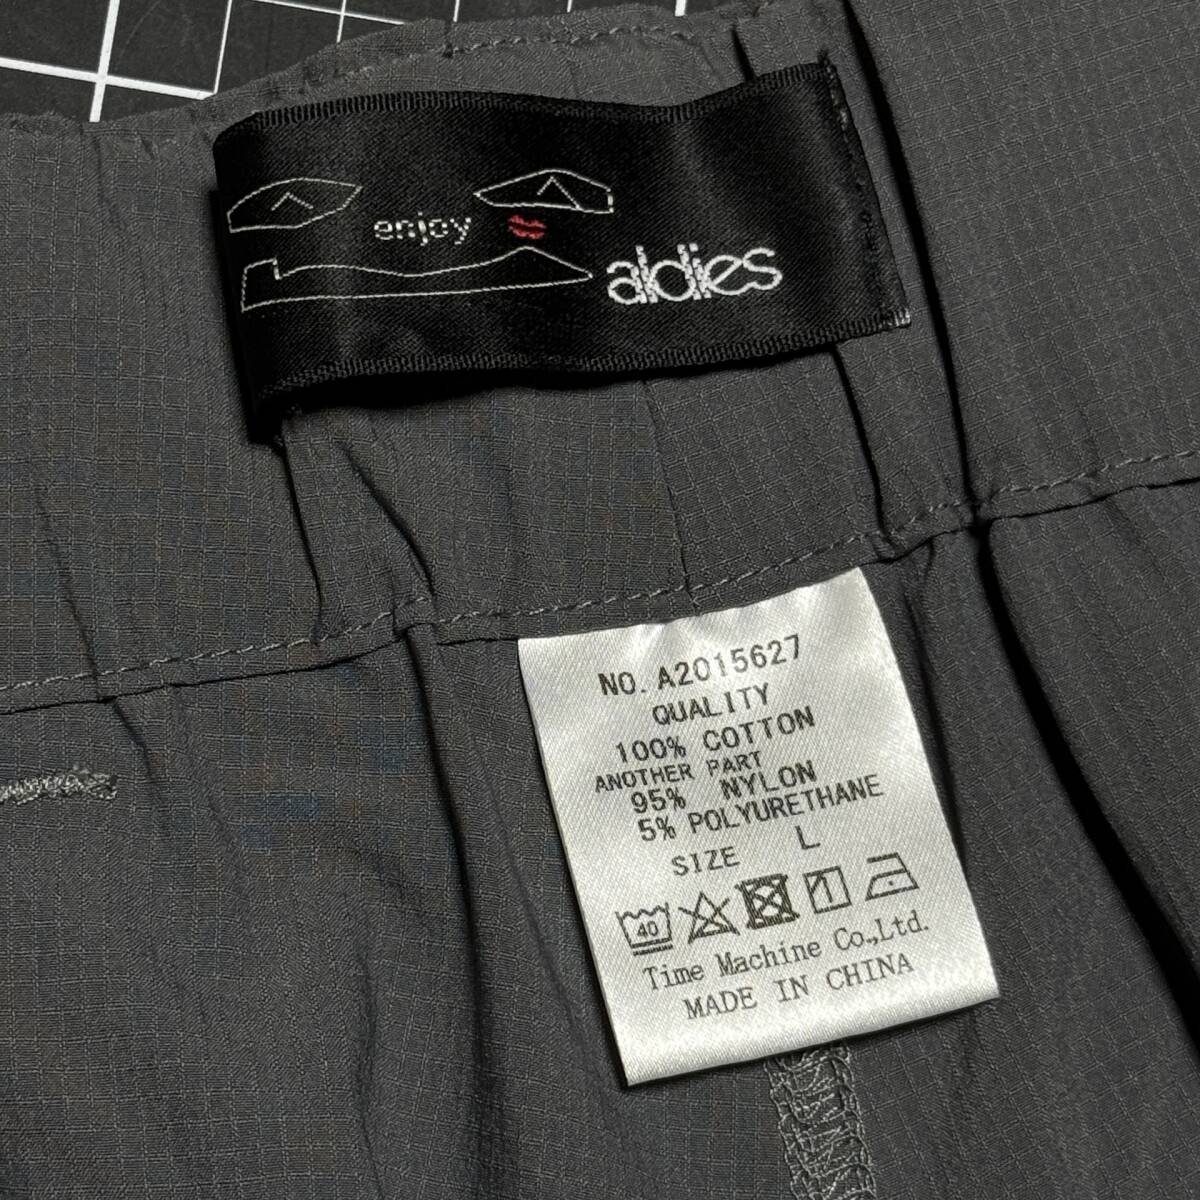 enjoy
aldies
NO. A2015627
QUALITY
100% COTTON
ANOTHER PART
95% NYLON
5% POLYURETHANE
SIZE L
40
1
Time Machine Co.,Ltd.
MADE IN CHINA